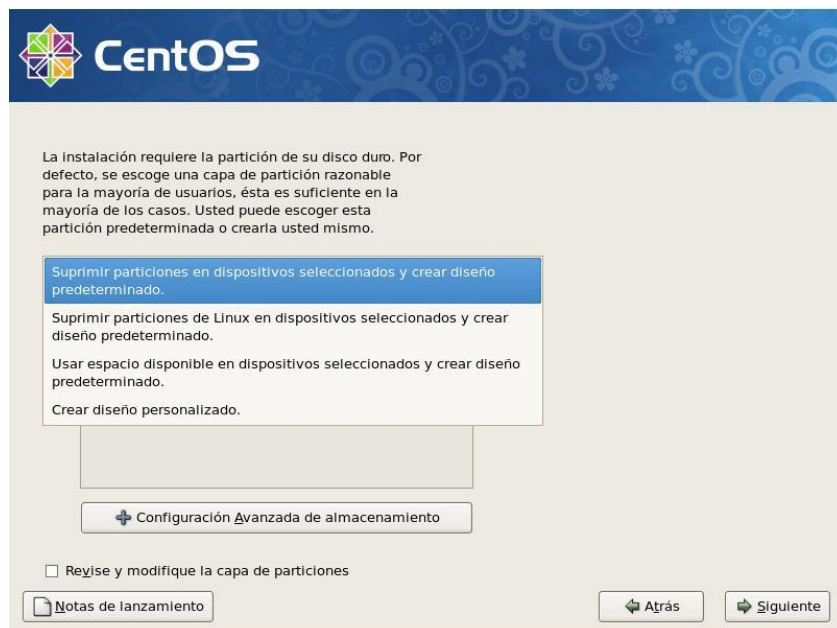 CentOS
La instalación requiere la partición de su disco duro. Por
defecto, se escoge una capa de partición razonable
para la mayoría de usuarios, ésta es suficiente en la
mayoría de los casos. Usted puede escoger esta
partición predeterminada o crearla usted mismo.
Suprimir particiones en dispositivos seleccionados y crear diseño
predeterminado.
Suprimir particiones de Linux en dispositivos seleccionados y crear
diseño predeterminado.
Usar espacio disponible en dispositivos seleccionados y crear diseño
predeterminado.
Crear diseño personalizado.
Configuración Avanzada de almacenamiento
Revise y modifique la capa de particiones
Notas de lanzamiento
Atrás
Siguiente